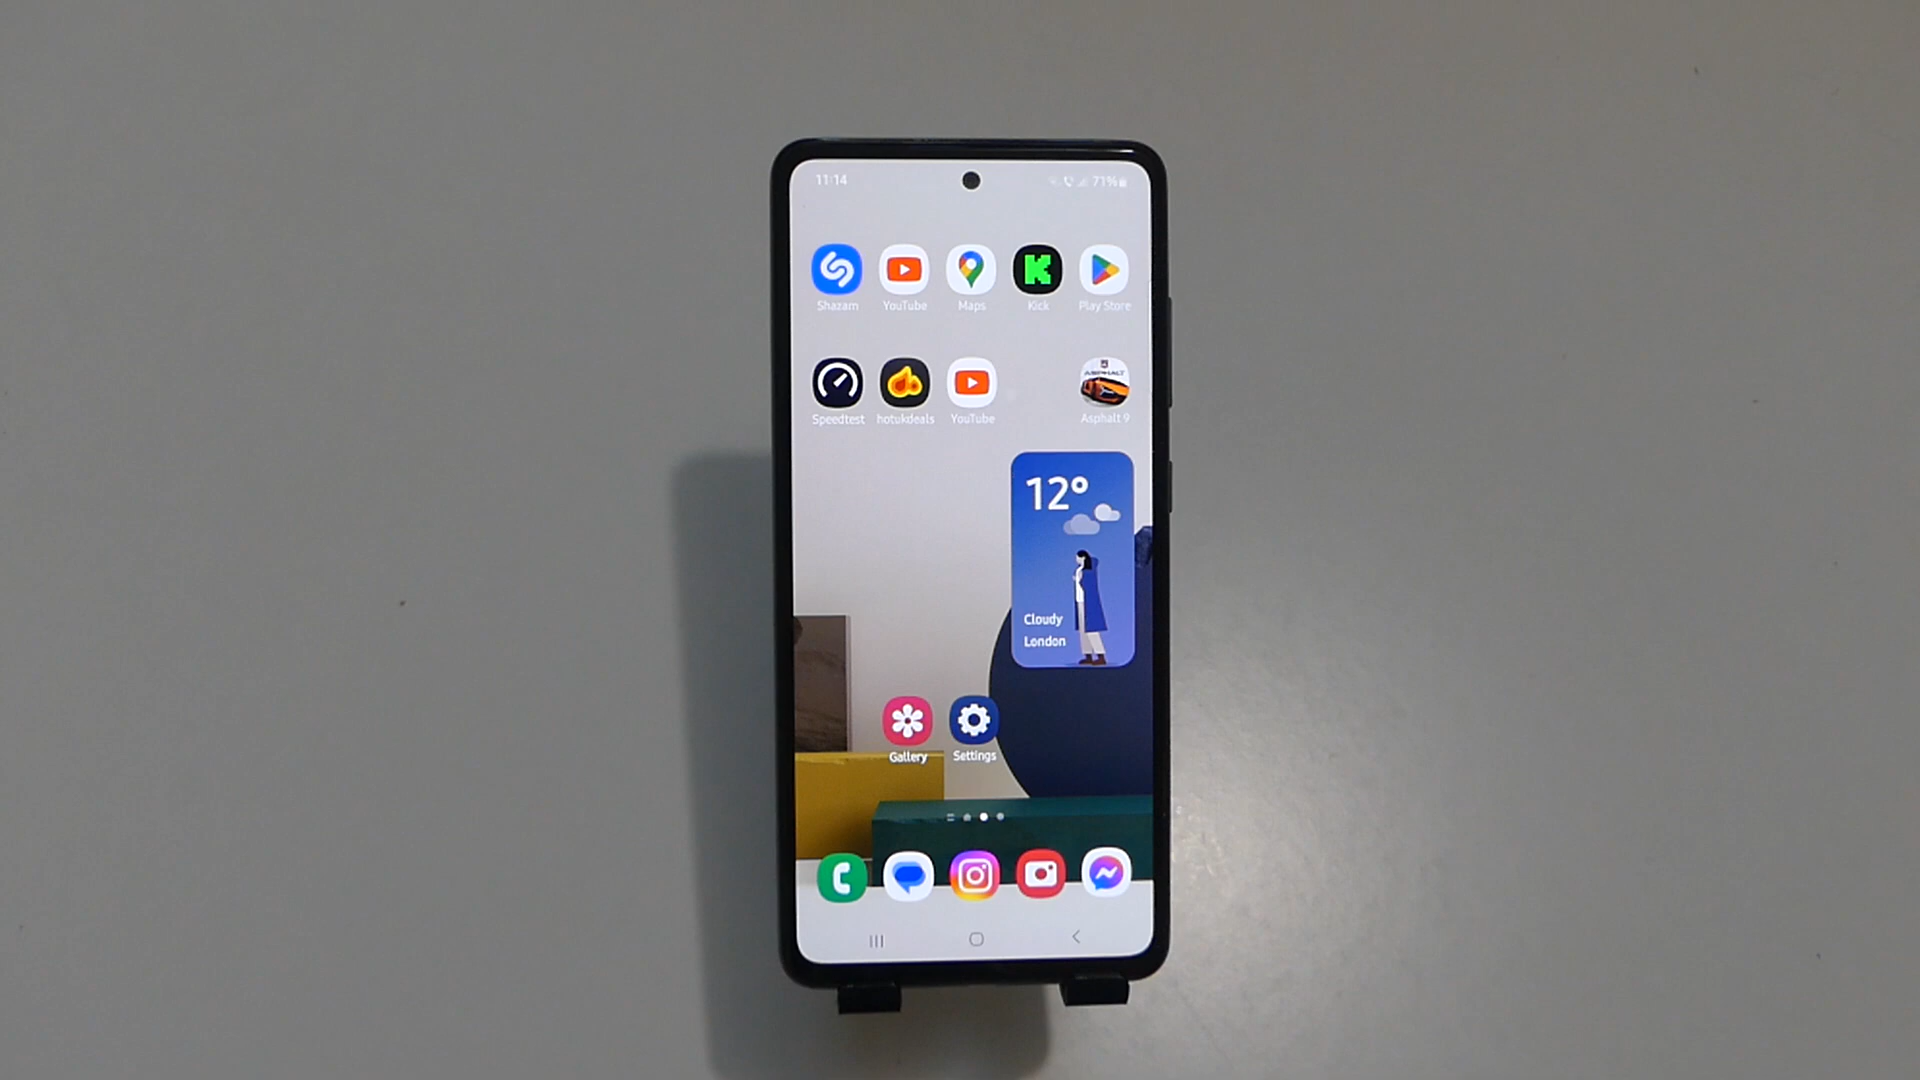 11:14
71%
Shazam YouTube Maps Kick Play Store
ASPHALT
Speedtest hotukdeals YouTube Asphalt 9
12°
Cloudy
London
Gallery Settings